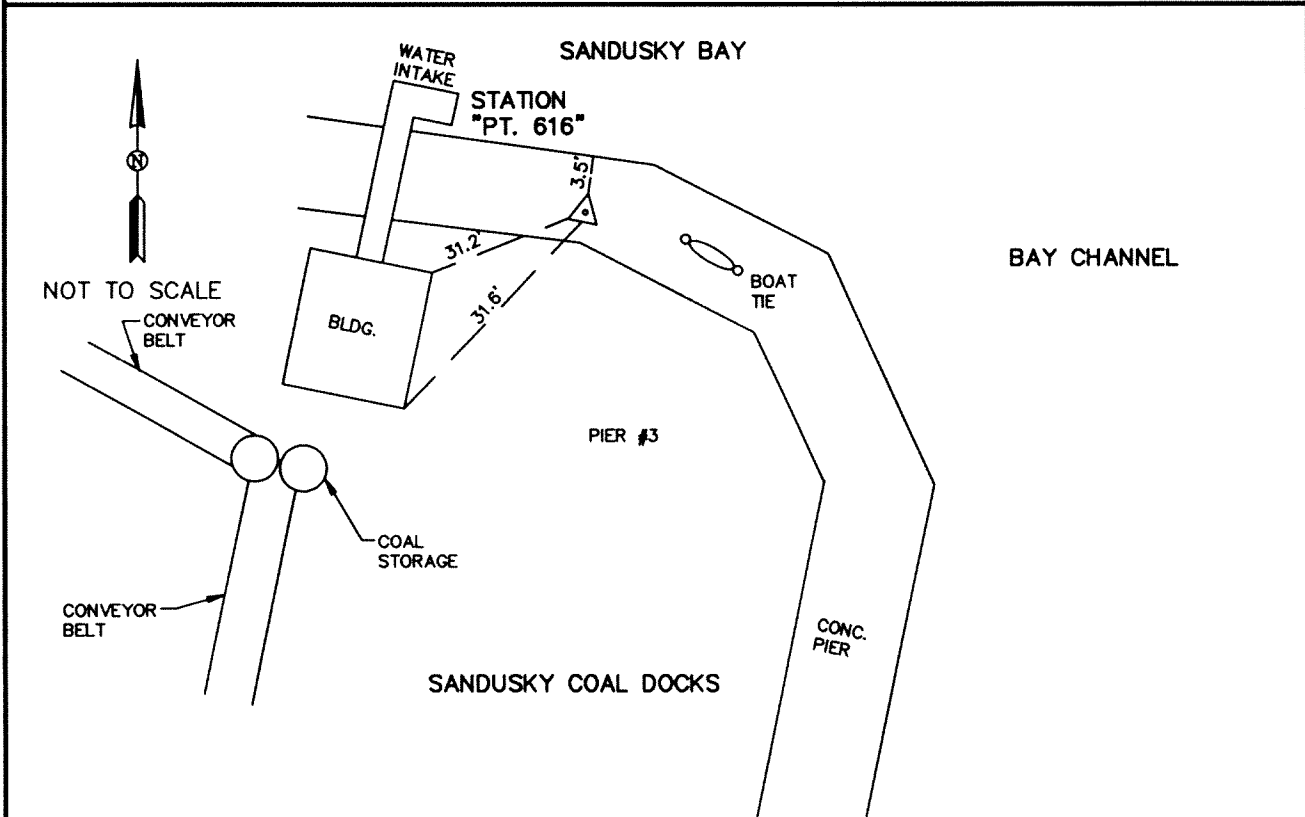 SANDUSKY BAY
WATER
INTAKE
STATION
"PT. 616"
3.5'
N
31.2'
31.6'
BAY CHANNEL
BOAT
TIE
NOT TO SCALE
CONVEYOR
BELT
BLDG.
PIER #3
COAL
STORAGE
CONVEYOR
BELT
CONC.
PIER
SANDUSKY COAL DOCKS